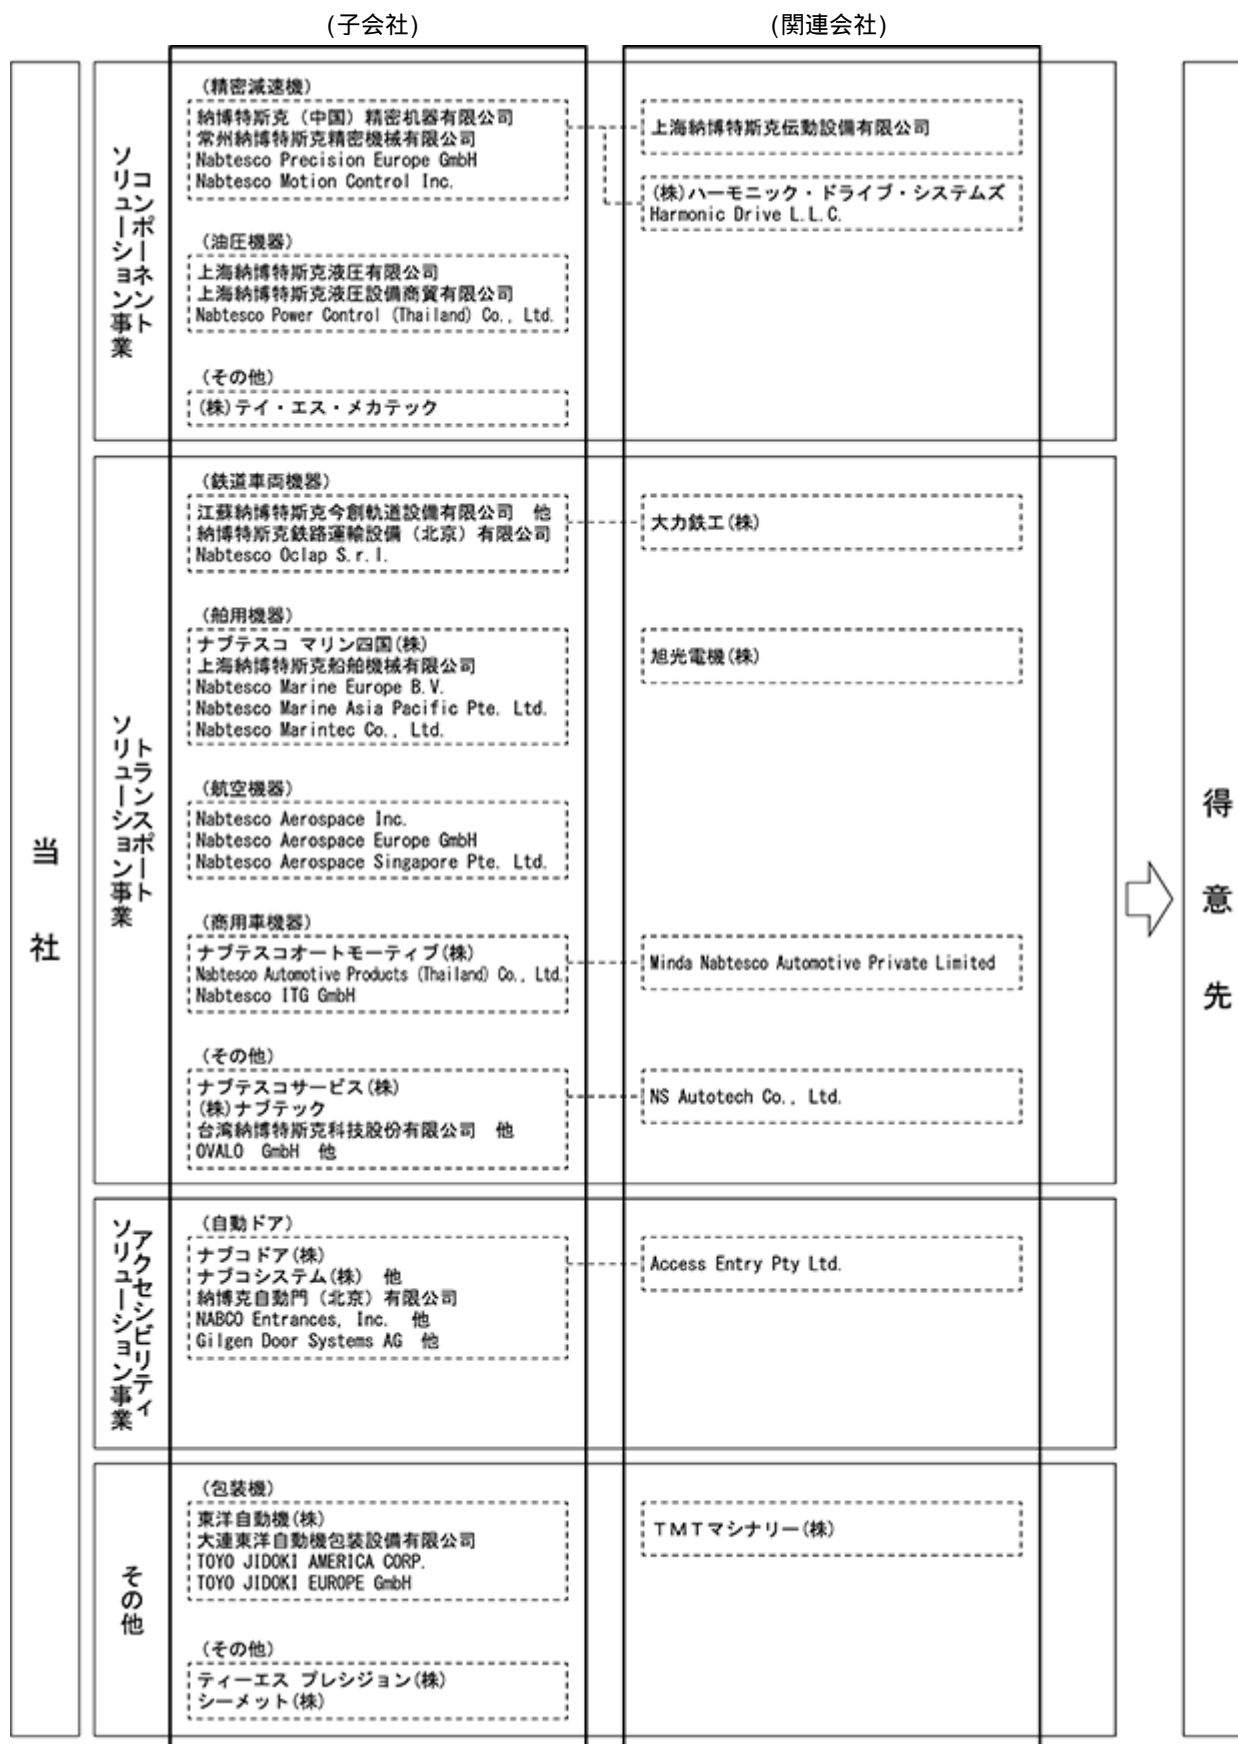 (子会社)
(関連会社)
当社
コンポーネント
ソリューション事業
(精密減速機)
納博特斯克（中国）精密机器有限公司
常州納博特斯克精密機械有限公司
Nabtesco Precision Europe GmbH
Nabtesco Motion Control Inc.
上海納博特斯克伝動設備有限公司
(株)ハーモニック・ドライブ・システムズ
Harmonic Drive L.L.C.
(油圧機器)
上海納博特斯克液圧有限公司
上海納博特斯克液圧設備商貿有限公司
Nabtesco Power Control (Thailand) Co., Ltd.
(その他)
(株)テイ・エス・メカテック
トランスポート
ソリューション事業
(鉄道車両機器)
江蘇納博特斯克今創軌道設備有限公司　他
納博特斯克鉄路運輸設備（北京）有限公司
Nabtesco Oclap S.r.l.
大力鉄工(株)
(舶用機器)
ナブテスコ マリン四国(株)
上海納博特斯克船舶機械有限公司
Nabtesco Marine Europe B.V.
Nabtesco Marine Asia Pacific Pte. Ltd.
Nabtesco Marintec Co., Ltd.
旭光電機(株)
(航空機器)
Nabtesco Aerospace Inc.
Nabtesco Aerospace Europe GmbH
Nabtesco Aerospace Singapore Pte. Ltd.
(商用車機器)
ナブテスコオートモーティブ(株)
Nabtesco Automotive Products (Thailand) Co., Ltd.
Nabtesco ITG GmbH
Minda Nabtesco Automotive Private Limited
(その他)
ナブテスコサービス(株)
(株)ナブテック
台湾納博特斯克科技股份有限公司　他
OVALO　GmbH　他
NS Autotech Co., Ltd.
アクセシビリティ
ソリューション事業
(自動ドア)
ナブコドア(株)
ナブコシステム(株)　他
納博克自動門（北京）有限公司
NABCO Entrances, Inc.　他
Gilgen Door Systems AG　他
Access Entry Pty Ltd.
その他
(包装機)
東洋自動機(株)
大連東洋自動機包装設備有限公司
TOYO JIDOKI AMERICA CORP.
TOYO JIDOKI EUROPE GmbH
ＴＭＴマシナリー(株)
(その他)
ティーエス プレシジョン(株)
シーメット(株)
得意先